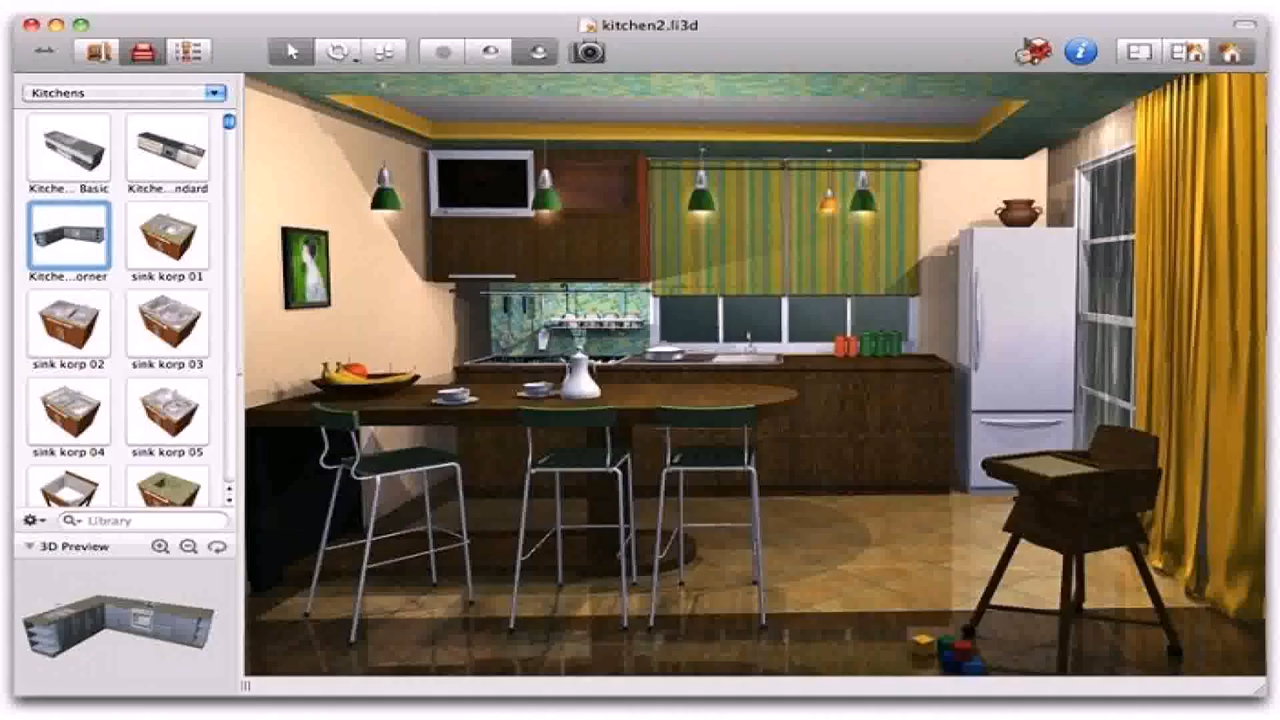 kitchen2.li3d
Kitchens
Kitche... Basic
Kitche...ndard
Kitche...orner
sink korp 01
sink korp 02
sink korp 03
sink korp 04
sink korp 05
Library
3D Preview